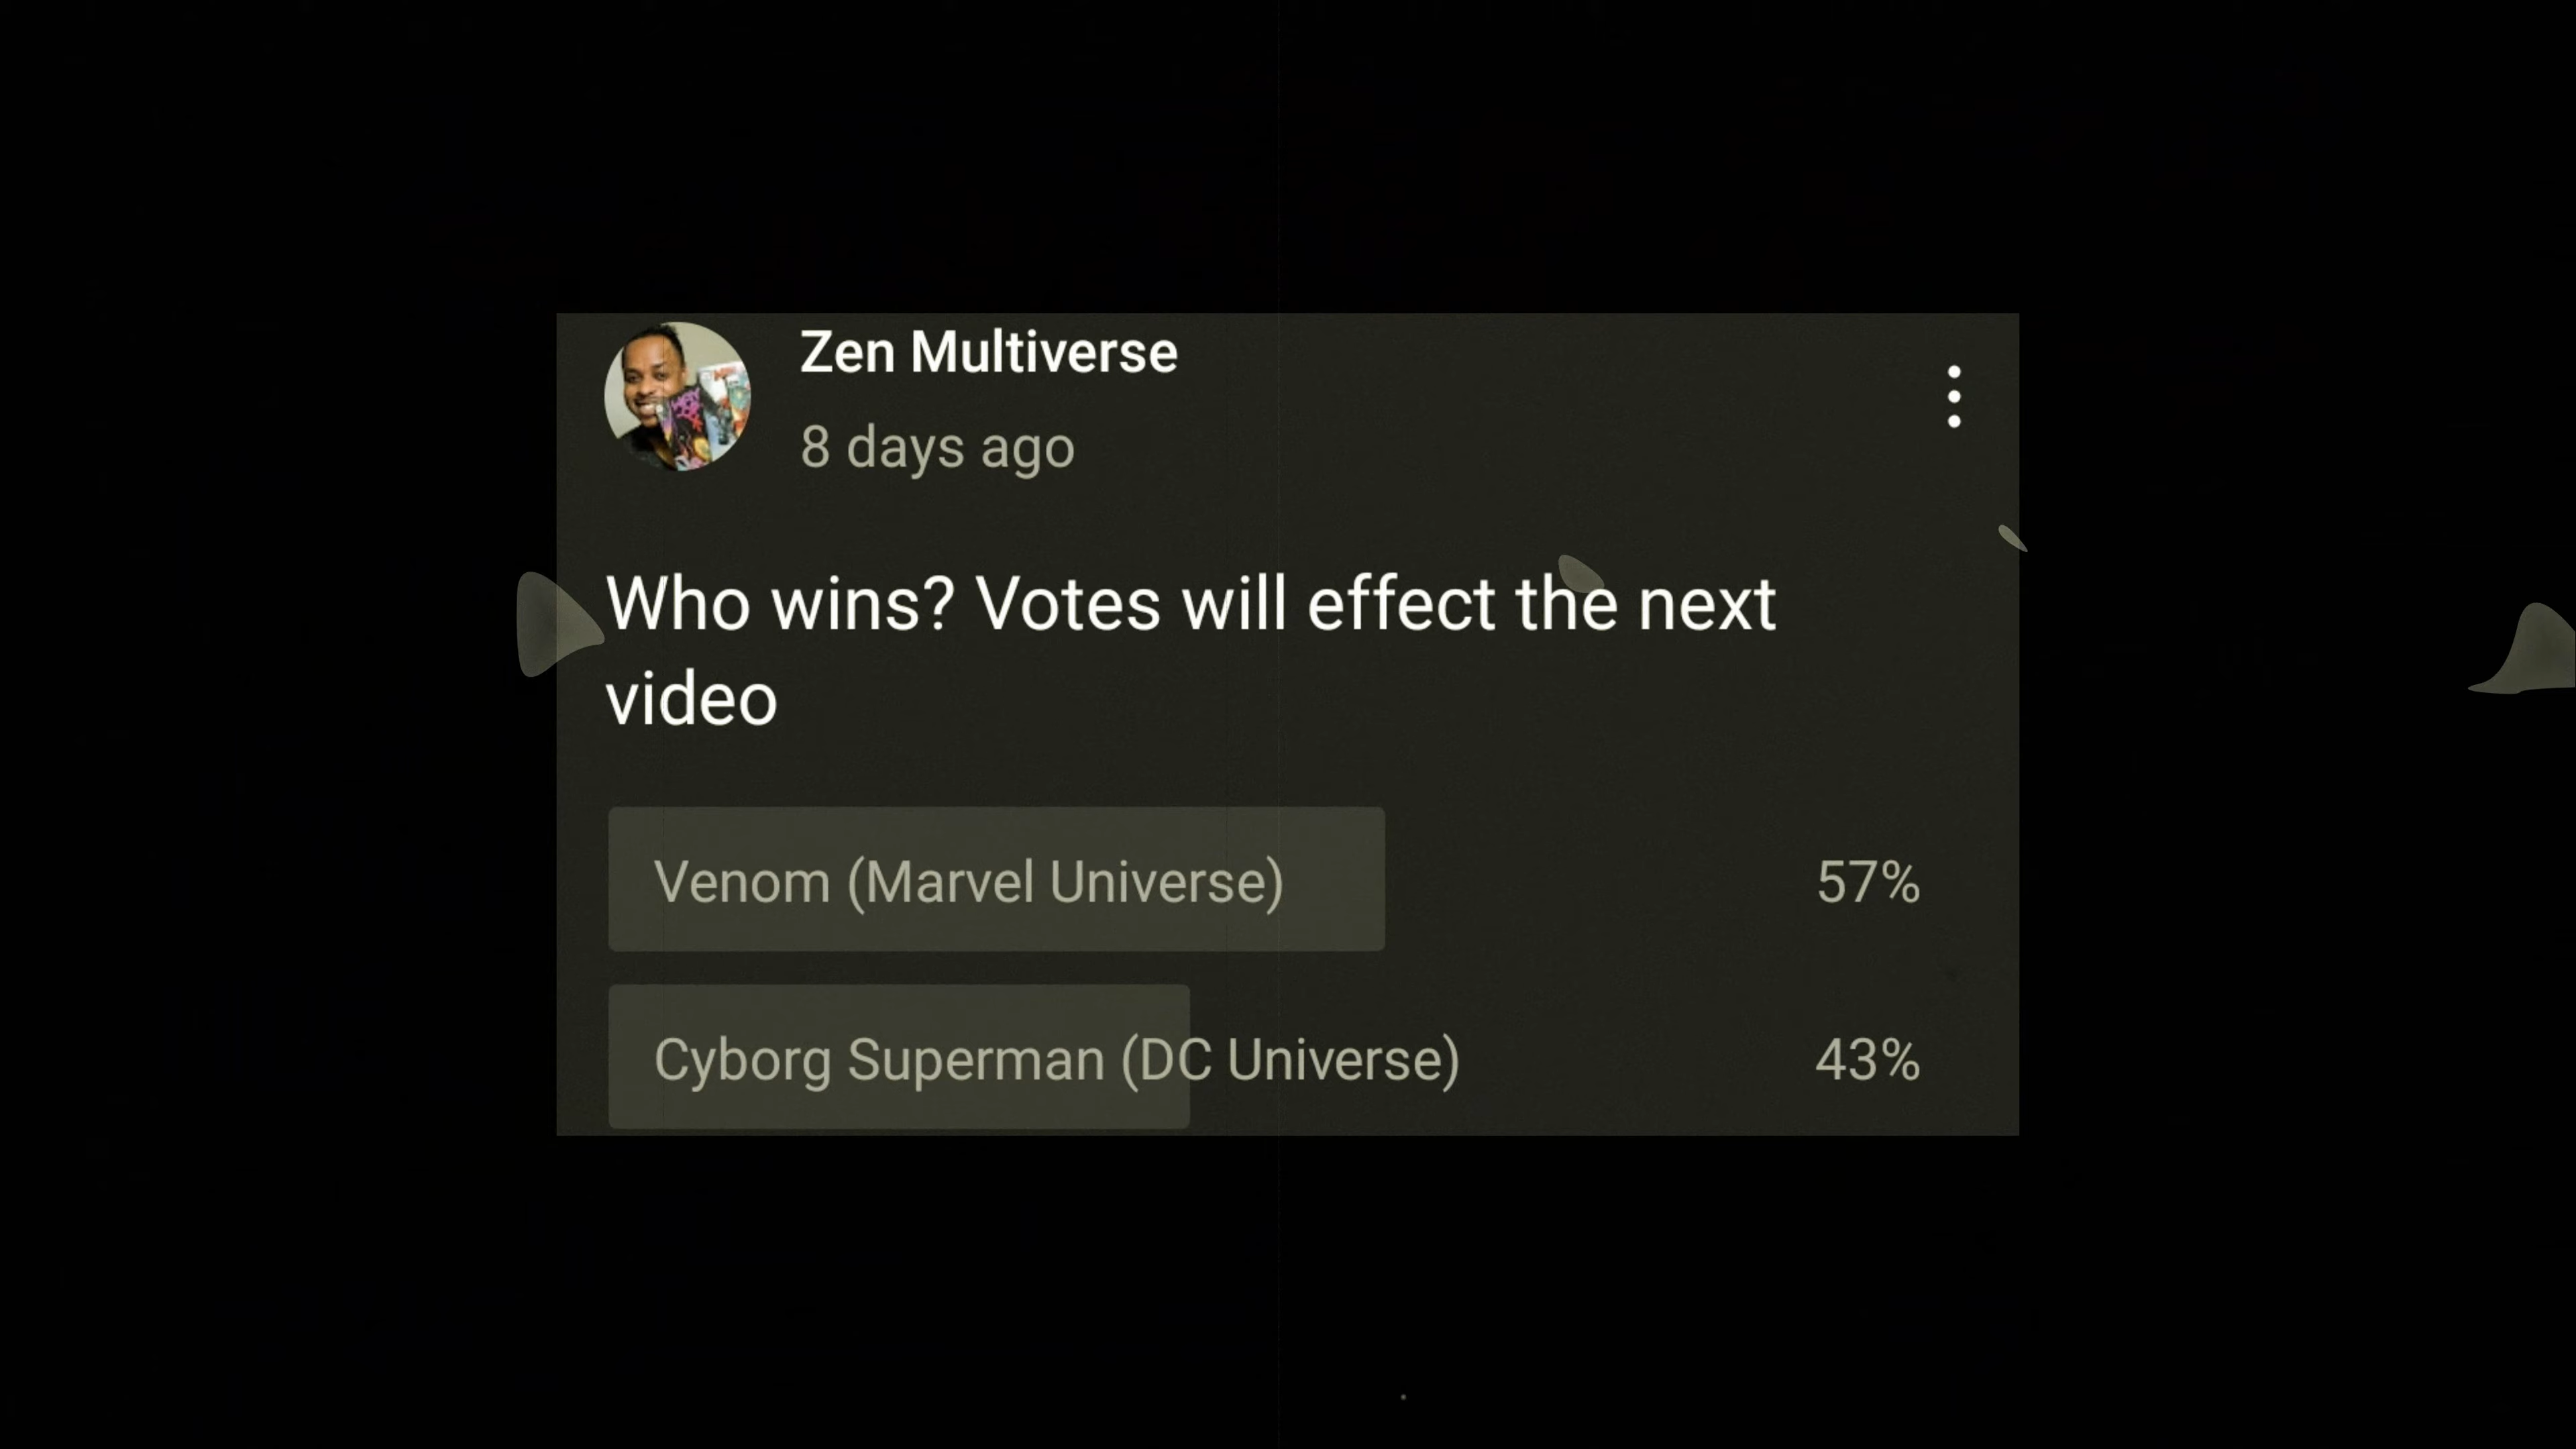 Zen Multiverse
8 days ago
Who wins? Votes will effect the next
video
Venom (Marvel Universe) 57%
Cyborg Superman (DC Universe) 43%